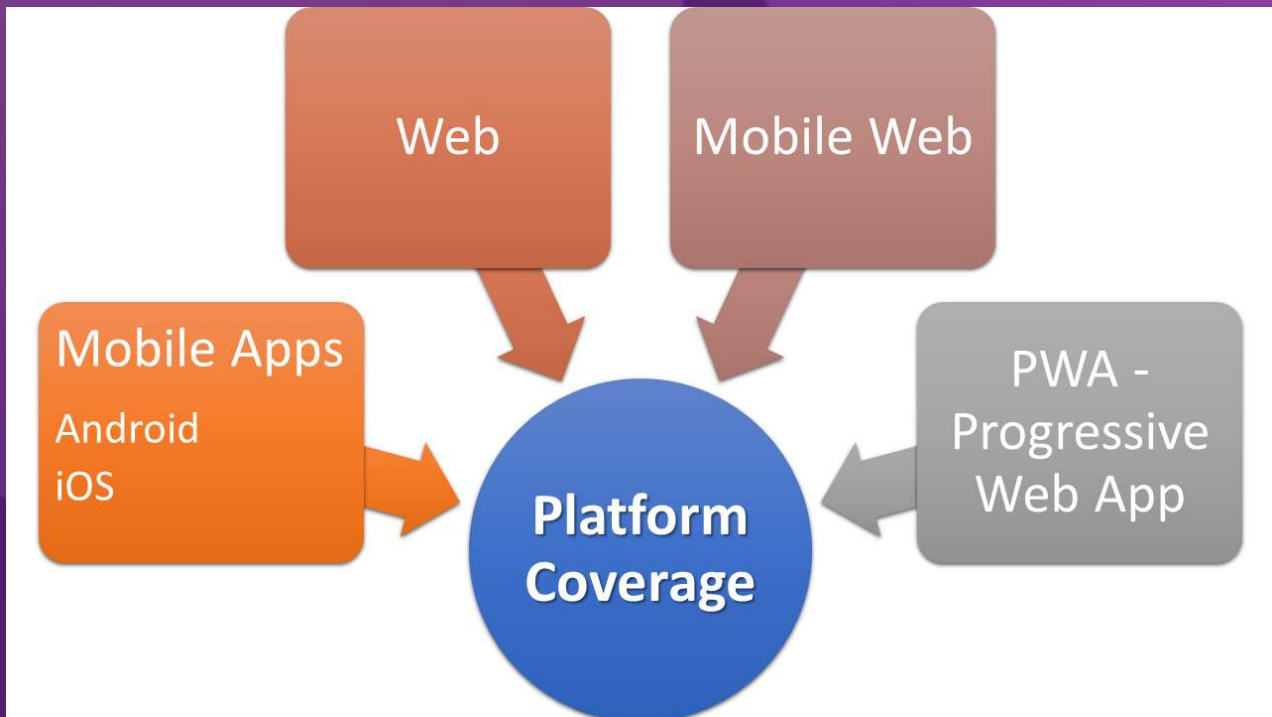 Web
Mobile Web
Mobile Apps
Android
iOS
PWA -
Progressive
Web App
Platform
Coverage